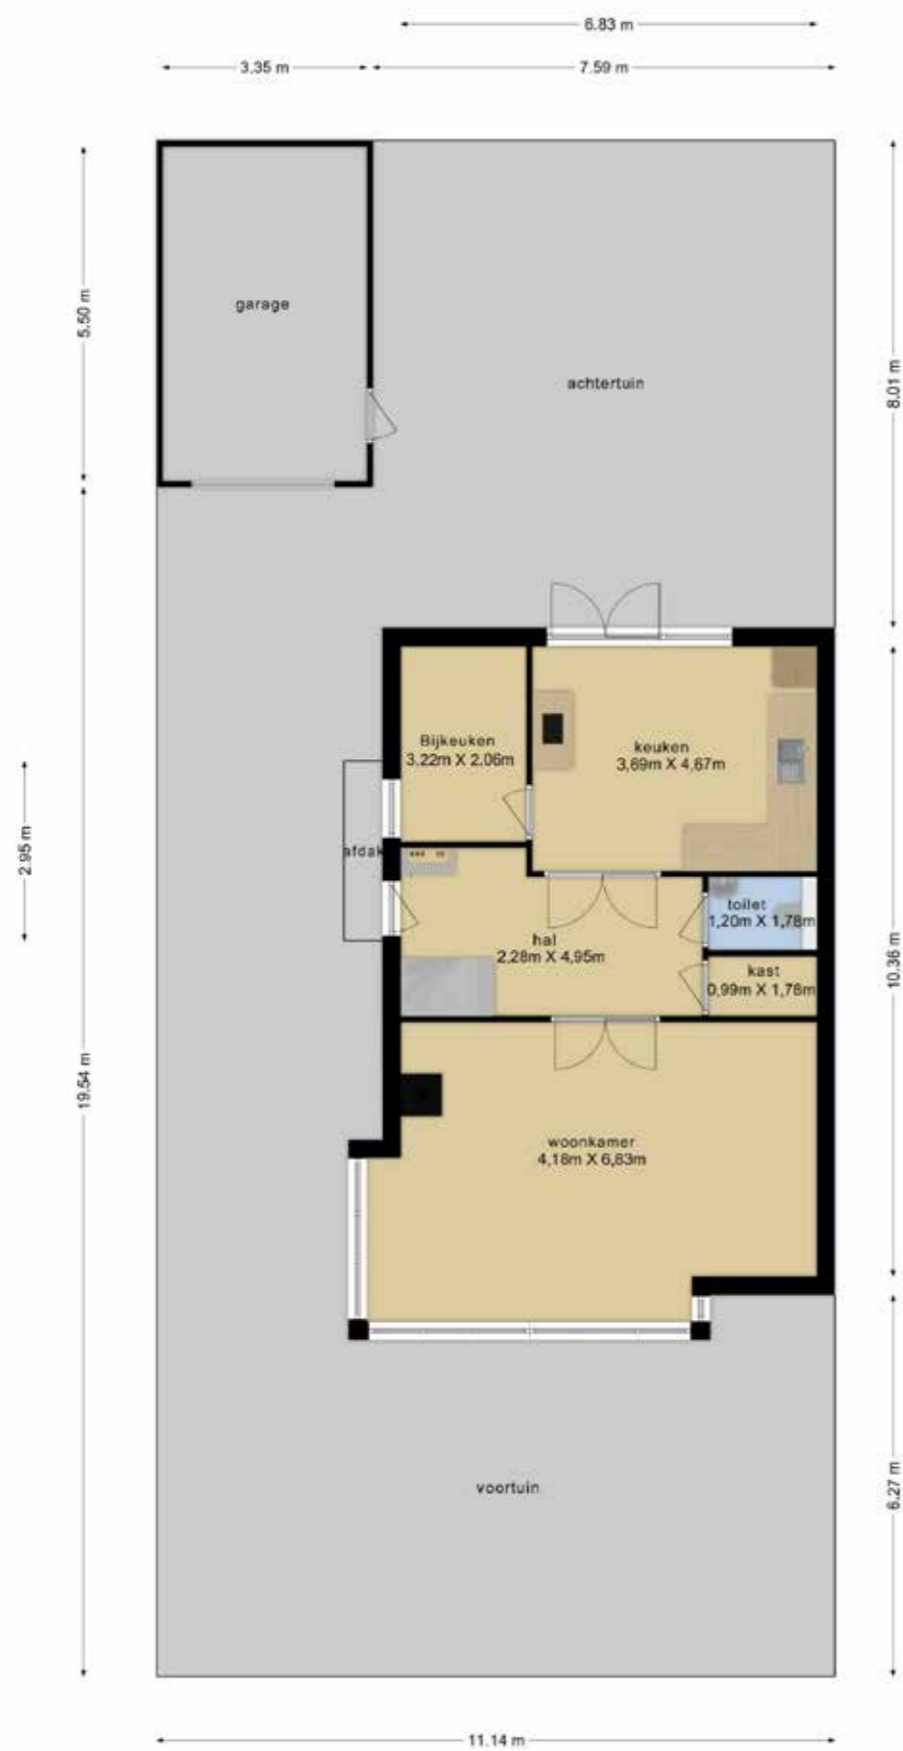 6.83 m
3.35 m
7.59 m
5.50 m
garage
achtertuin
8.01 m
Bijkeuken
3.22m X 2,06m
keuken
3,69m X 4,67m
2.95 m
afdak
toilet
1,20m X 1,78m
hal
2,28m X 4,95m
kast
0,99m X 1,78m
10.36 m
19.54 m
woonkamer
4,18m X 6,83m
voortuin
6.27 m
11.14 m